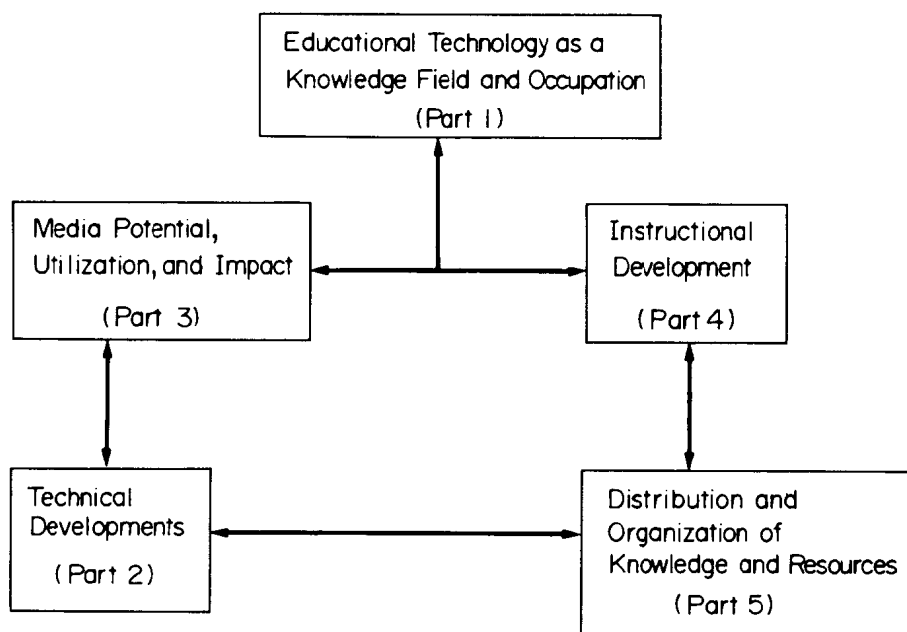 Educational Technology as a
Knowledge Field and Occupation
(Part 1)
Media Potential,
Utilization, and Impact
(Part 3)
Instructional
Development
(Part 4)
Technical
Developments
(Part 2)
Distribution and
Organization of
Knowledge and Resources
(Part 5)